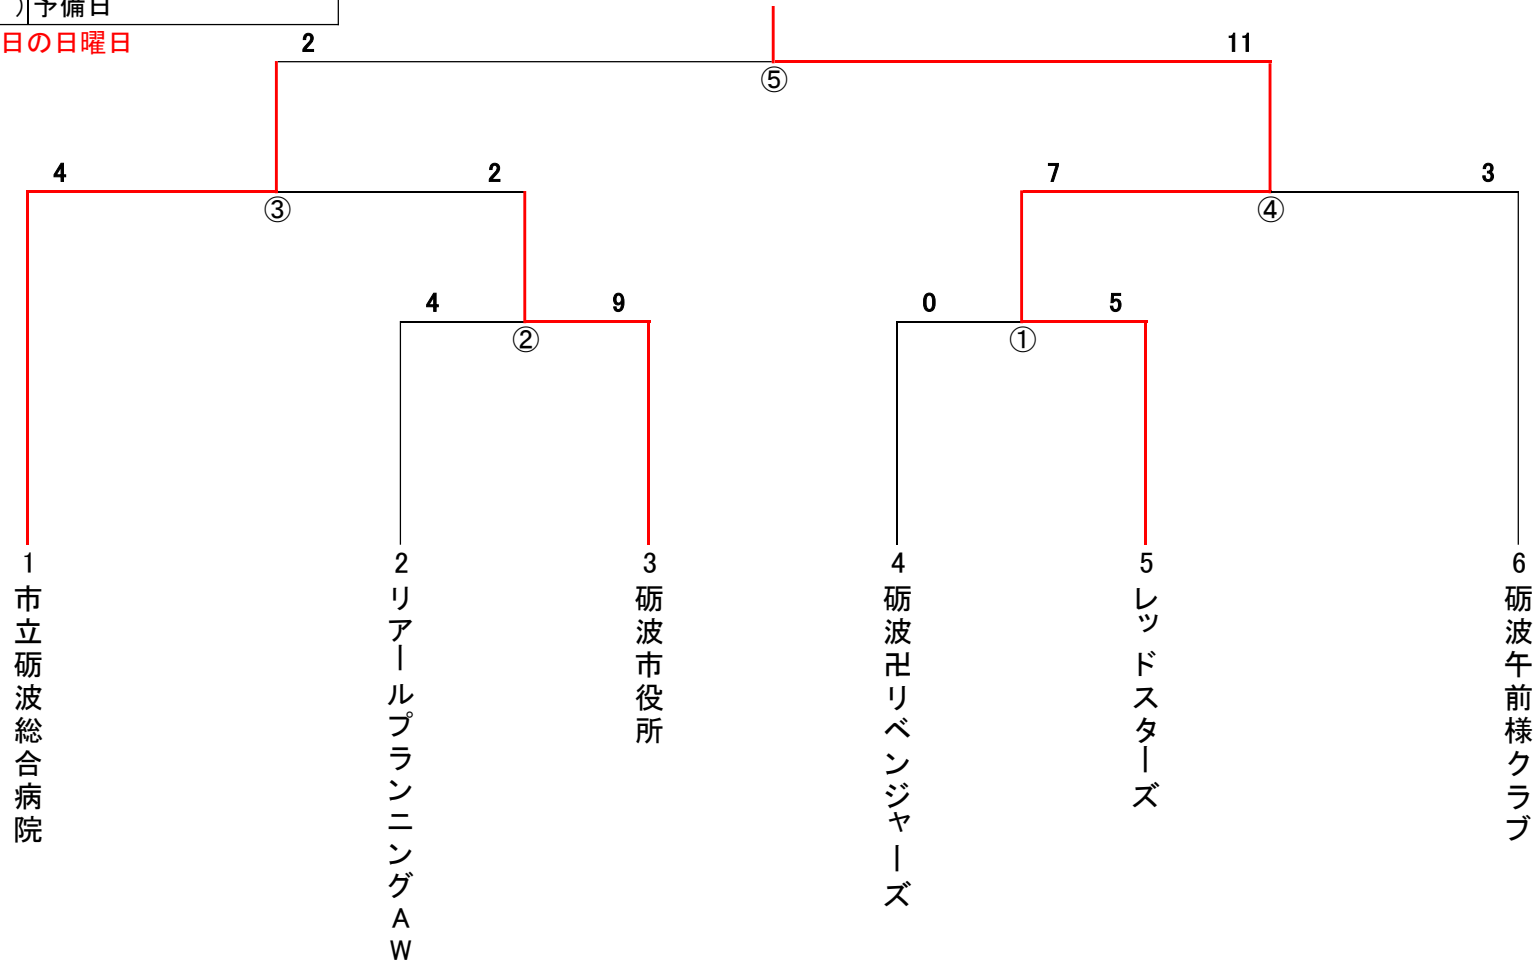 ）予備日
日の日曜日
2
11
⑤
4
2
7
3
③
④
4
9
0
5
②
①
1
2
3
4
5
6
市立砺波総合病院
リアールプランニングＡＷ
砺波市役所
砺波卍リベンジャーズ
レッドスターズ
砺波午前様クラブ